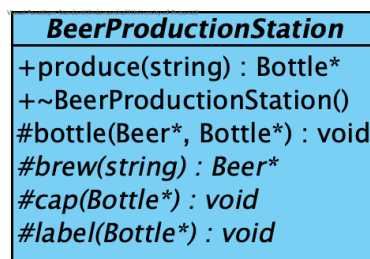 BeerProductionStation
+produce(string) : Bottle*
+~BeerProductionStation()
#bottle(Beer*, Bottle*) : void
#brew(string) : Beer*
#cap(Bottle*) : void
#label(Bottle*) : void